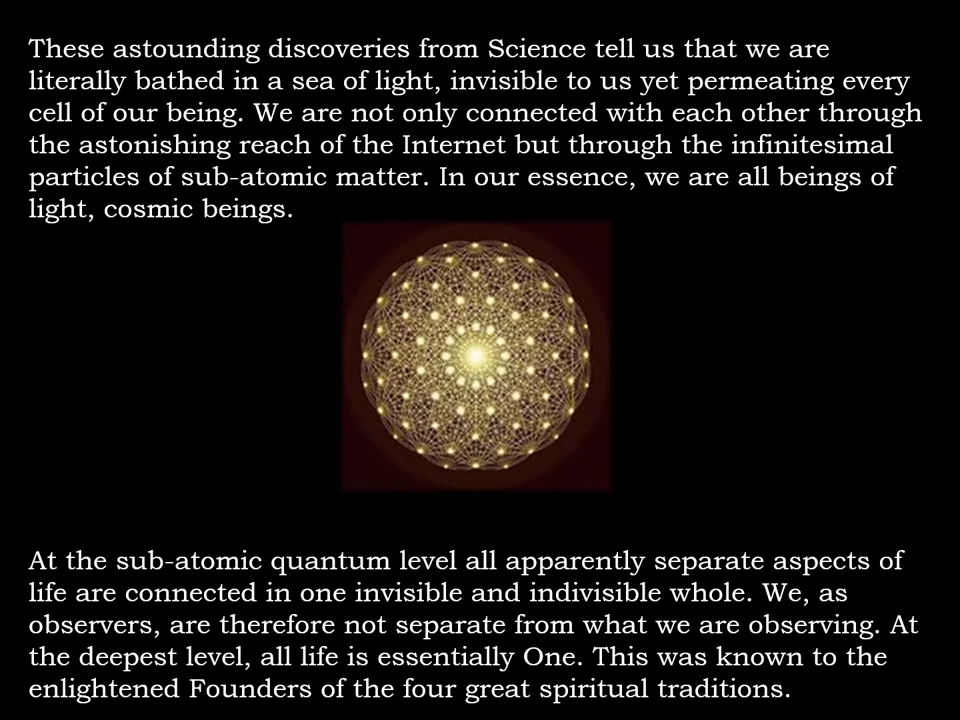 These astounding discoveries from Science tell us that we are
literally bathed in a sea of light, invisible to us yet permeating every
cell of our being. We are not only connected with each other through
the astonishing reach of the Internet but through the infinitesimal
particles of sub-atomic matter. In our essence, we are all beings of
light, cosmic beings.
At the sub-atomic quantum level all apparently separate aspects of
life are connected in one invisible and indivisible whole. We, as
observers, are therefore not separate from what we are observing. At
the deepest level, all life is essentially One. This was known to the
enlightened Founders of the four great spiritual traditions.